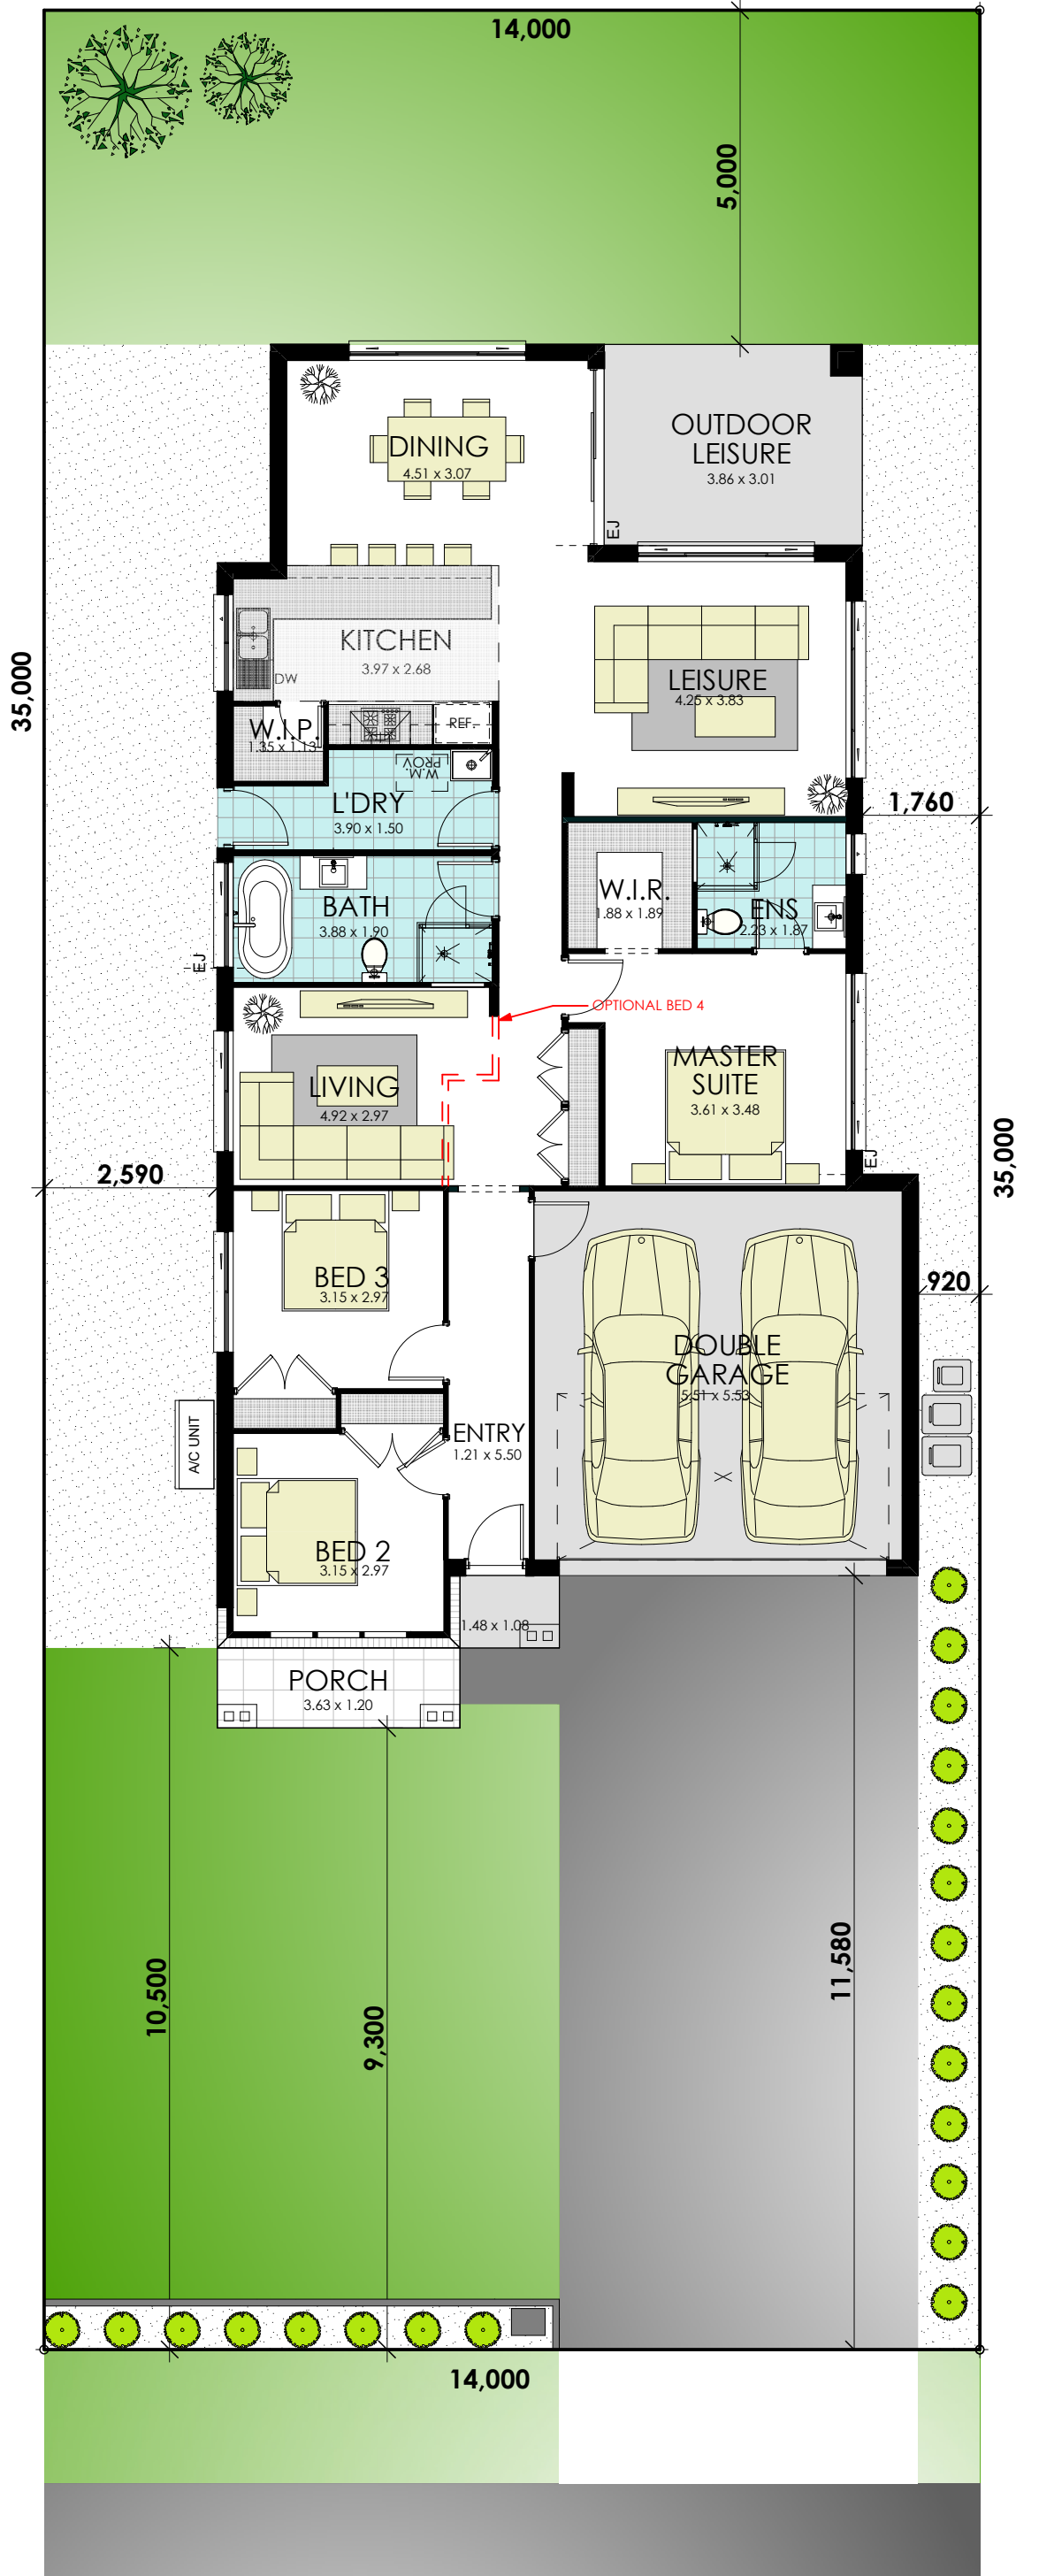 14,000
5,000
OUTDOOR
LEISURE
3.86 x 3.01
DINING
4.51 x 3.07
EJ
KITCHEN
3.97 x 2.68
DW
35,000
LEISURE
4.25 x 3.83
W.I.P.
1.35 x 1.13
REF.
W.M.
PROV
L'DRY
3.90 x 1.50
1,760
W.I.R.
1.88 x 1.89
ENS
2.23 x 1.87
BATH
3.88 x 1.90
EJ
OPTIONAL BED 4
MASTER
SUITE
3.61 x 3.48
LIVING
4.92 x 2.97
EJ
35,000
2,590
BED 3
3.15 x 2.97
920
DOUBLE
GARAGE
5.51 x 5.53
A/C UNIT
ENTRY
1.21 x 5.50
BED 2
3.15 x 2.97
1.48 x 1.08
PORCH
3.63 x 1.20
10,500
9,300
11,580
14,000